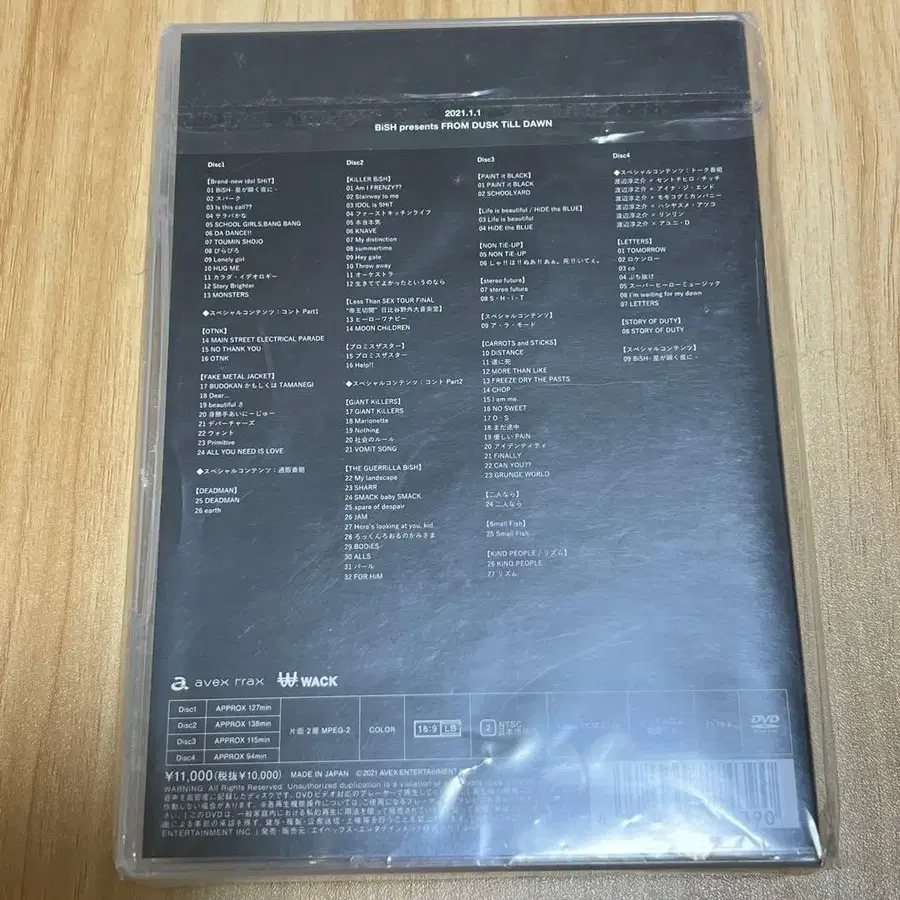 2021.1.1
BiSH presents FROM DUSK TiLL DAWN
Disc1
【Brand-new idol SHiT】
01 BiSH- 星が瞬く夜に -
02 スパーク
03 Is this call??
04 サラバかな
05 SCHOOL GIRLS,BANG BANG
06 DA DANCE!!
07 TOUMIN SHOJO
08 ぴらぴろ
09 Lonely girl
10 HUG ME
11 カラダ・イデオロギー
12 Story Brighter
13 MONSTERS
◆スペシャルコンテンツ：コント Part1
【OTNK】
14 MAIN STREET ELECTRICAL PARADE
15 NO THANK YOU
16 OTNK
【FAKE METAL JACKET】
17 BUDOKAN かもしくは TAMANEGI
18 Dear...
19 beautiful さ
20 身勝手あいにーじゅー
21 デパーチャーズ
22 ウォント
23 Primitive
24 ALL YOU NEED IS LOVE
◆スペシャルコンテンツ：通販番組
【DEADMAN】
25 DEADMAN
26 earth
Disc2
【KiLLER BiSH】
01 Am I FRENZY??
02 Stairway to me
03 IDOL is SHiT
04 ファーストキッチンライフ
05 本当本気
06 KNAVE
07 My distinction
08 summertime
09 Hey gate
10 Throw away
11 オーケストラ
12 生きててよかったというのなら
【Less Than SEX TOUR FiNAL
"帝王切開" 日比谷野外大音楽堂】
13 ヒーローワナビー
14 MOON CHiLDREN
【プロミスザスター】
15 プロミスザスター
16 Help!!
◆スペシャルコンテンツ：コント Part2
【GiANT KiLLERS】
17 GiANT KiLLERS
18 Marionette
19 Nothing
20 社会のルール
21 VOMiT SONG
【THE GUERRiLLA BiSH】
22 My landscape
23 SHARR
24 SMACK baby SMACK
25 spare of despair
26 JAM
27 Here's looking at you, kid.
28 ろっくんろおるのかみさま
29 BODiES
30 ALLS
31 パール
32 FOR HiM
Disc3
【PAiNT it BLACK】
01 PAiNT it BLACK
02 SCHOOLYARD
【Life is beautiful / HiDE the BLUE】
03 Life is beautiful
04 HiDE the BLUE
【NON TiE-UP】
05 NON TiE-UP
06 しゃ!!は!!ぬあ!!あぁ。死!!いてぇ。
【stereo future】
07 stereo future
08 S・H・i・T
【スペシャルコンテンツ】
09 ア・ラ・モード
【CARROTS and STiCKS】
10 DiSTANCE
11 遂に死
12 MORE THAN LiKE
13 FREEZE DRY THE PASTS
14 CHOP
15 I am me.
16 NO SWEET
17 O・S
18 まだ途中
19 優しい PAiN
20 アイデンティティ
21 FiNALLY
22 CAN YOU??
23 GRUNGE WORLD
【二人なら】
24 二人なら
【Small Fish】
25 Small Fish
【KiND PEOPLE / リズム】
26 KiND PEOPLE
27 リズム
Disc4
◆スペシャルコンテンツ：トーク番組
渡辺淳之介 × セントチヒロ・チッチ
渡辺淳之介 × アイナ・ジ・エンド
渡辺淳之介 × モモコグミカンパニー
渡辺淳之介 × ハシヤスメ・アツコ
渡辺淳之介 × リンリン
渡辺淳之介 × アユニ・D
【LETTERS】
01 TOMORROW
02 ロケンロー
03 co
04 ぶち抜け
05 スーパーヒーローミュージック
06 I'm waiting for my dawn
07 LETTERS
【STORY OF DUTY】
08 STORY OF DUTY
【スペシャルコンテンツ】
09 BiSH- 星が瞬く夜に -
a avex trax WACK
Disc1 APPROX 127min
Disc2 APPROX 138min
Disc3 APPROX 115min
Disc4 APPROX 94min
片面 2層 MPEG-2 COLOR 16:9 LB 2 NTSC 日本市場 DVD
¥11,000(税抜¥10,000) MADE IN JAPAN ©2021 AVEX ENTERTAINMENT
WARNING: All Rights Reserved. Unauthorized duplication is a violation of